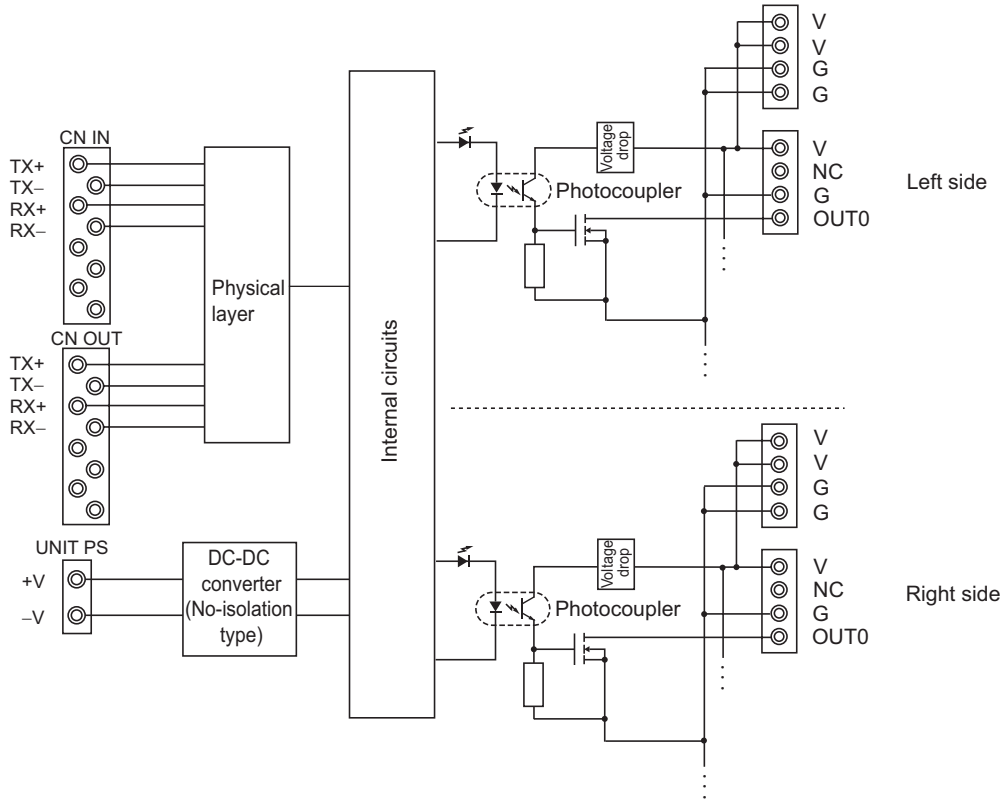 CN IN
TX+
TX−
RX+
RX−
CN OUT
TX+
TX−
RX+
RX−
UNIT PS
+V
−V
Physical
layer
DC-DC
converter
(No-isolation
type)
Internal circuits
Voltage
drop
Photocoupler
V
V
G
G
V
NC
G
OUT0
Left side
Voltage
drop
Photocoupler
V
V
G
G
V
NC
G
OUT0
Right side